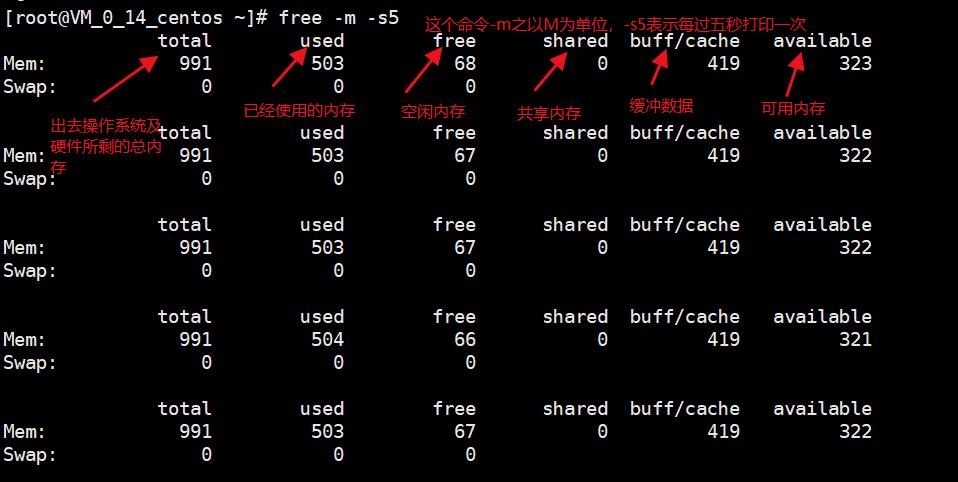 [root@VM_0_14_centos ~]# free -m -s5
这个命令-m之以M为单位，-s5表示每过五秒打印一次
total used free shared buff/cache available
Mem: 991 503 68 0 419 323
Swap: 0 0 0
出去操作系统及
硬件所剩的总内
存
已经使用的内存
空闲内存
共享内存
缓冲数据
可用内存
total used free shared buff/cache available
Mem: 991 503 67 0 419 322
Swap: 0 0 0
total used free shared buff/cache available
Mem: 991 503 67 0 419 322
Swap: 0 0 0
total used free shared buff/cache available
Mem: 991 504 66 0 419 321
Swap: 0 0 0
total used free shared buff/cache available
Mem: 991 503 67 0 419 322
Swap: 0 0 0